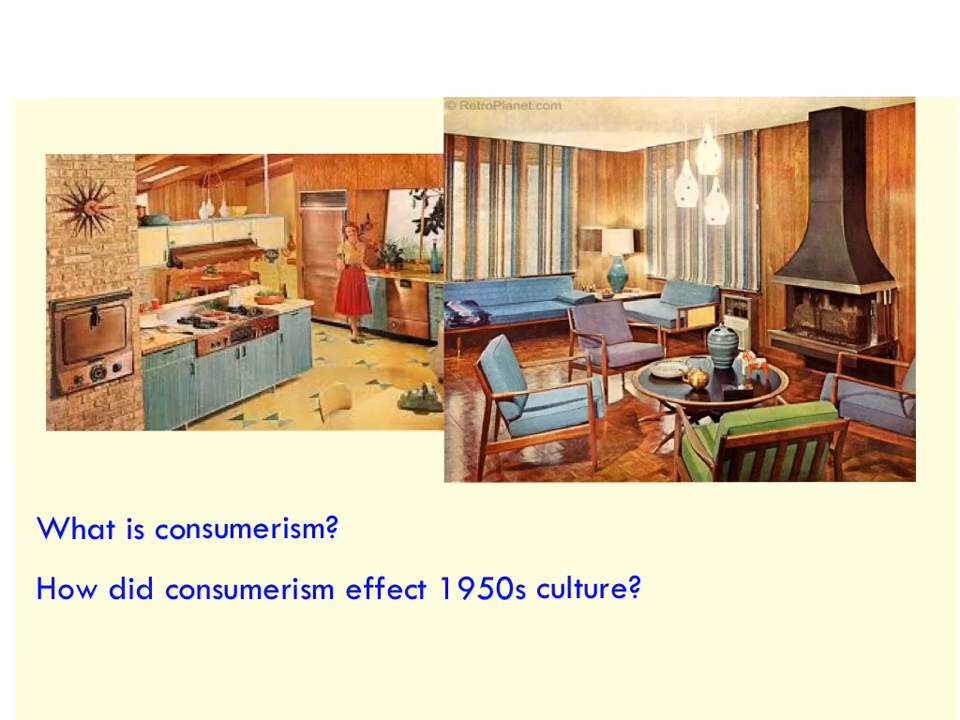 © RetroPlanet.com
What is consumerism?
How did consumerism effect 1950s culture?